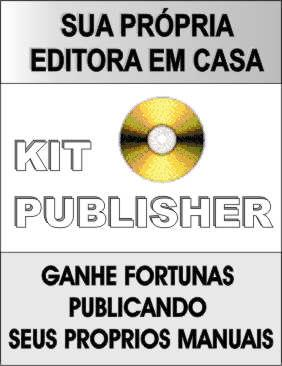 SUA PRÓPRIA
EDITORA EM CASA
KIT
PUBLISHER
GANHE FORTUNAS
PUBLICANDO
SEUS PROPRIOS MANUAIS